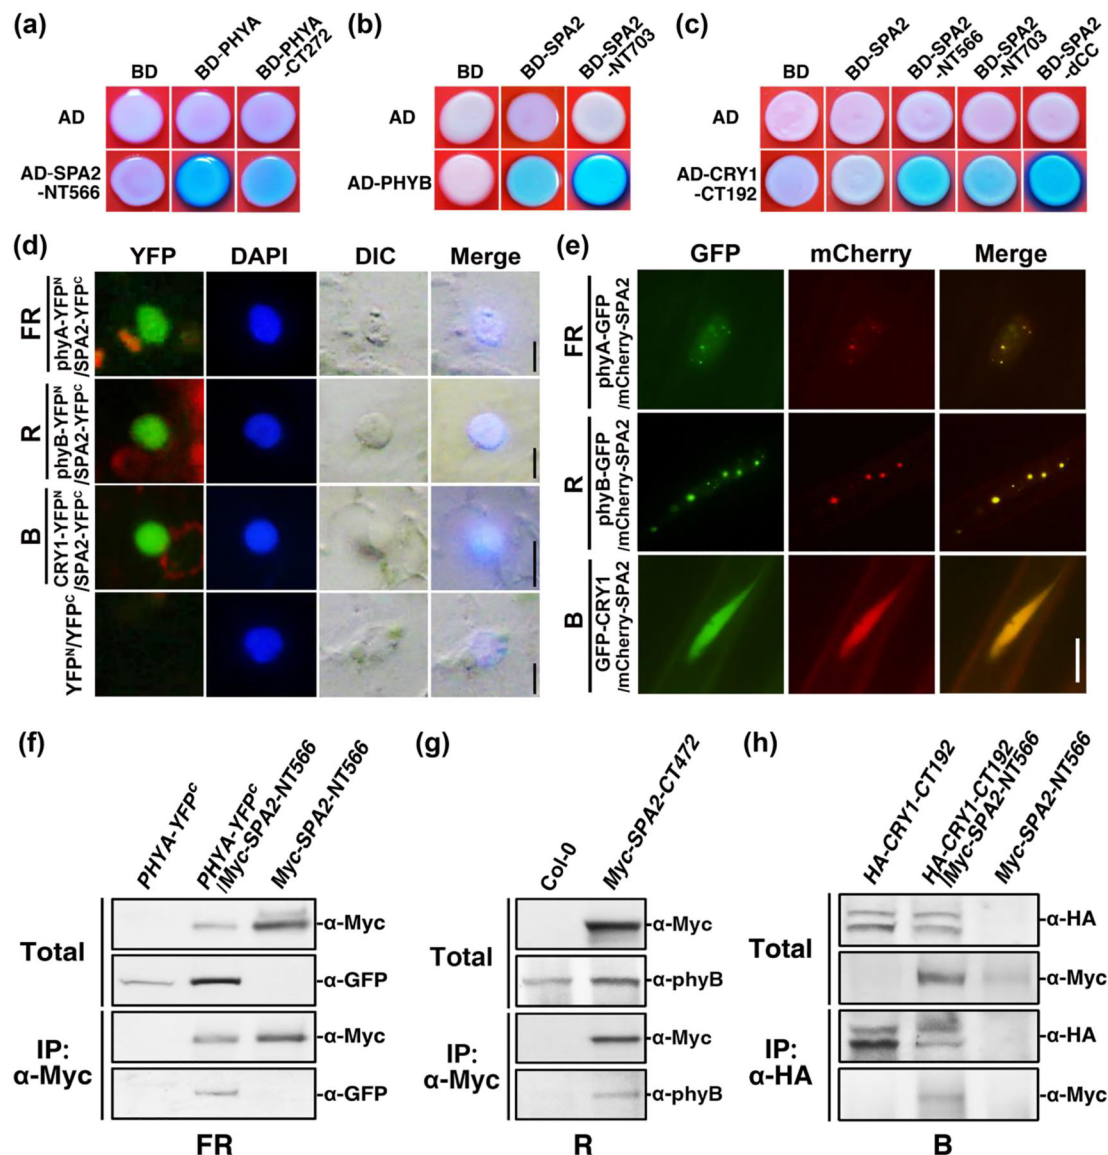 (a)
BD
BD-PHYA
BD-PHYA
-CT272
AD
AD-SPA2
-NT566
(b)
BD
BD-SPA2
BD-SPA2
-NT703
AD
AD-PHYB
(c)
BD
BD-SPA2
BD-SPA2
-NT566
BD-SPA2
-NT703
BD-SPA2
-dCC
AD
AD-CRY1
-CT192
(d)
YFP
DAPI
DIC
Merge
FR
phyA-YFPᴺ
/SPA2-YFPᶜ
R
phyB-YFPᴺ
/SPA2-YFPᶜ
B
CRY1-YFPᴺ
/SPA2-YFPᶜ
YFPᴺ/YFPᶜ
(e)
GFP
mCherry
Merge
FR
phyA-GFP
/mCherry-SPA2
R
phyB-GFP
/mCherry-SPA2
B
GFP-CRY1
/mCherry-SPA2
(f)
PHYA-YFPᶜ
PHYA-YFPᶜ
/Myc-SPA2-NT566
Myc-SPA2-NT566
Total
α-Myc
α-GFP
IP:
α-Myc
α-Myc
α-GFP
FR
(g)
Col-0
Myc-SPA2-CT472
Total
α-Myc
α-phyB
IP:
α-Myc
α-Myc
α-phyB
R
(h)
HA-CRY1-CT192
HA-CRY1-CT192
/Myc-SPA2-NT566
Myc-SPA2-NT566
Total
α-HA
α-Myc
IP:
α-HA
α-HA
α-Myc
B